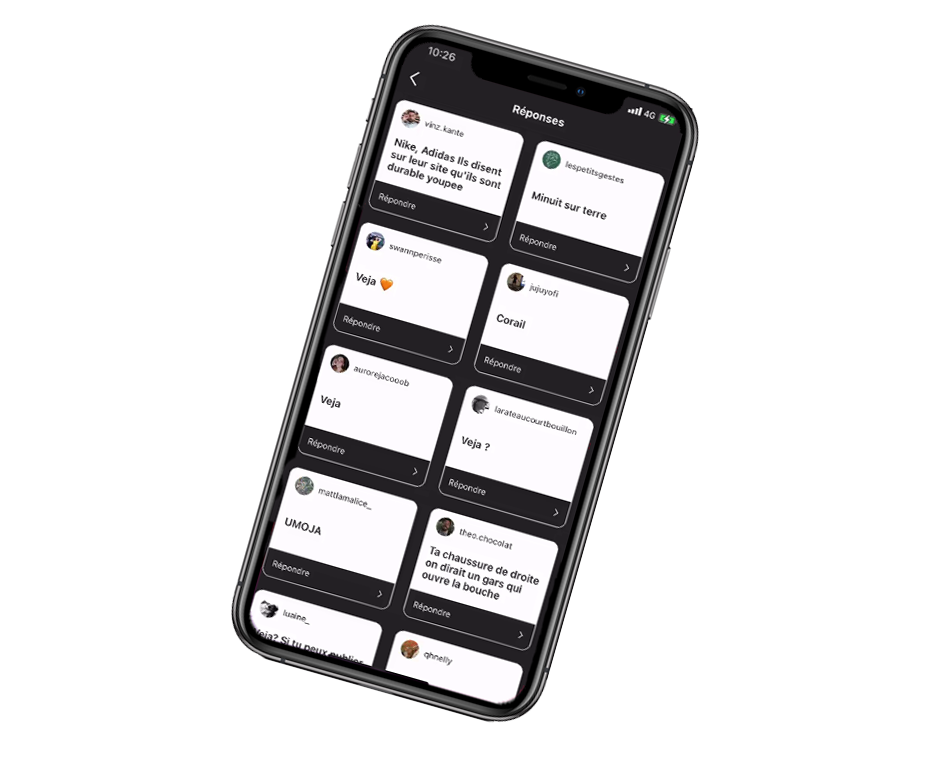 10:26
4G
Réponses
vinz.kante
Nike, Adidas Ils disent
sur leur site qu'ils sont
durable youpee
Répondre
lespetitsgestes
Minuit sur terre
Répondre
swannperisse
Veja 🧡
Répondre
jujuyofi
Corail
Répondre
aurorejacooob
Veja
Répondre
larateaucourtbouillon
Veja ?
Répondre
mattlamalice_
UMOJA
Répondre
theo.chocolat
Ta chaussure de droite
on dirait un gars qui
ouvre la bouche
Répondre
Veja? Si tu peux publier
qhnelly